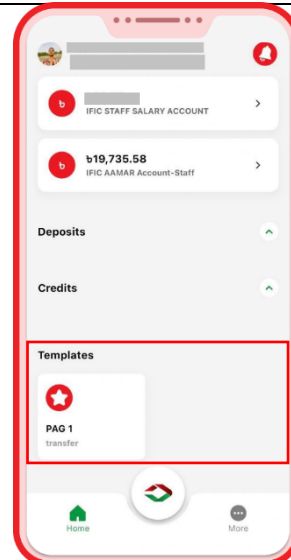 IFIC STAFF SALARY ACCOUNT
৳19,735.58
IFIC AAMAR Account-Staff
Deposits
Credits
Templates
PAG 1
transfer
Home
More